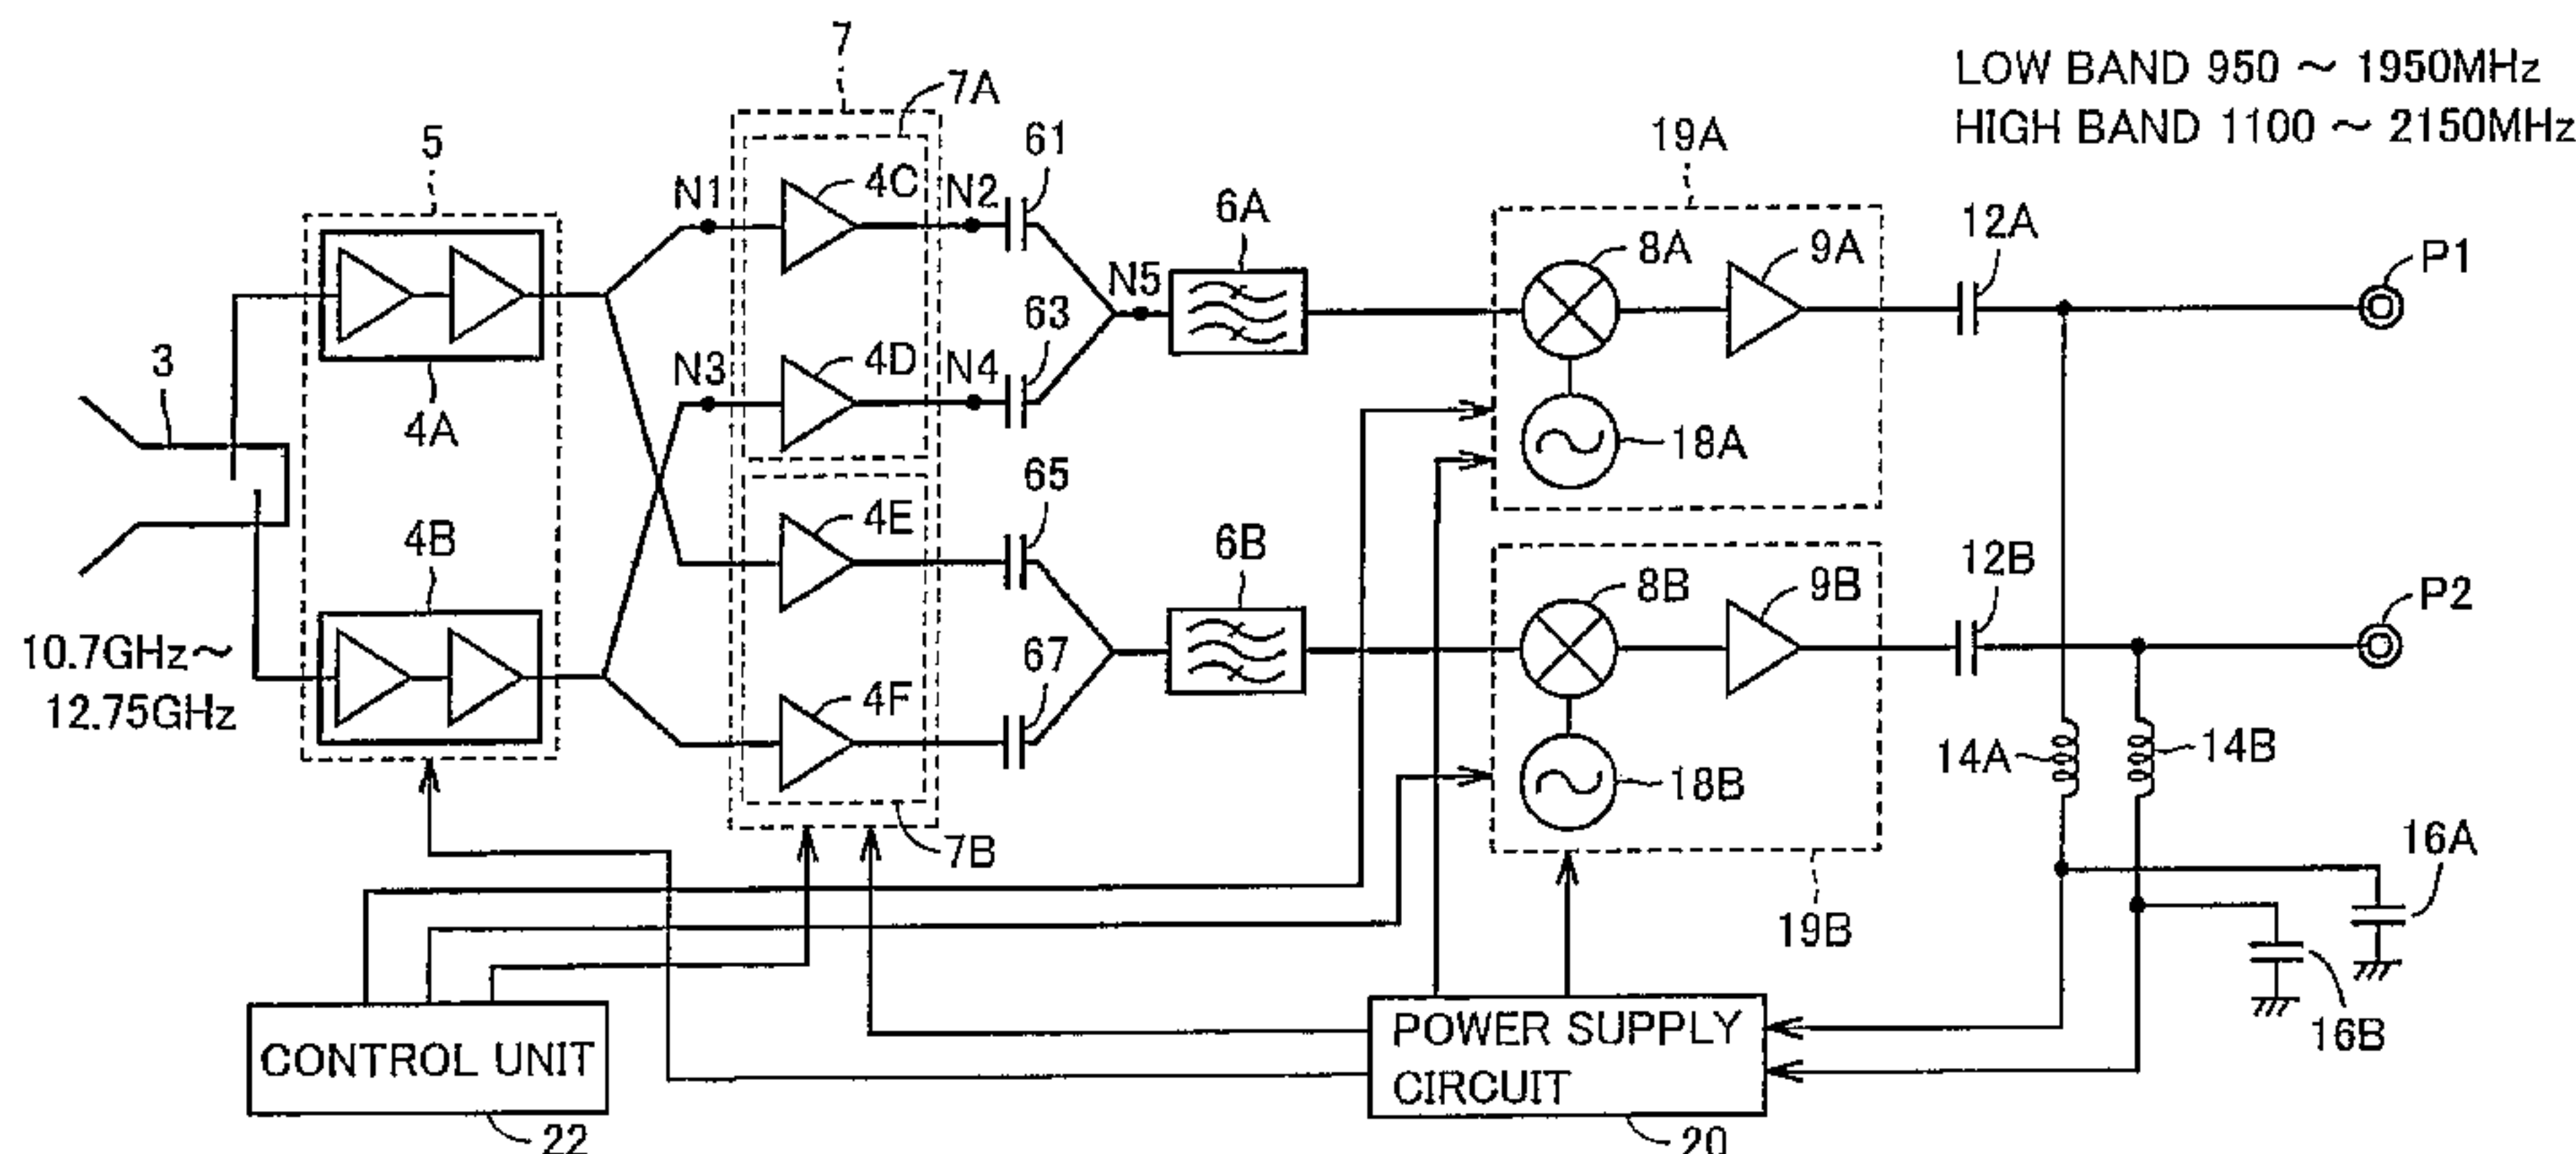 7
LOW BAND 950 ~ 1950MHz
HIGH BAND 1100 ~ 2150MHz
7A
5
61
19A
N1
4C
N2
6A
12A
8A
9A
P1
N5
63
3
N3
4D
N4
4A
18A
65
4E
6B
12B
4B
8B
9B
P2
10.7GHz~
12.75GHz
67
4F
14A
14B
18B
7B
16A
19B
16B
CONTROL UNIT
POWER SUPPLY
CIRCUIT
22
20